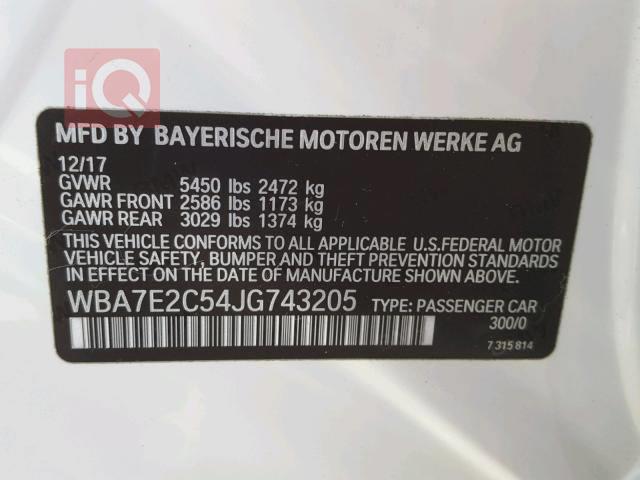 iQ
MFD BY BAYERISCHE MOTOREN WERKE AG
12/17
GVWR 5450 lbs 2472 kg
GAWR FRONT 2586 lbs 1173 kg
GAWR REAR 3029 lbs 1374 kg
THIS VEHICLE CONFORMS TO ALL APPLICABLE U.S.FEDERAL MOTOR
VEHICLE SAFETY, BUMPER AND THEFT PREVENTION STANDARDS
IN EFFECT ON THE DATE OF MANUFACTURE SHOWN ABOVE.
WBA7E2C54JG743205 TYPE: PASSENGER CAR
300/0
7 315 814